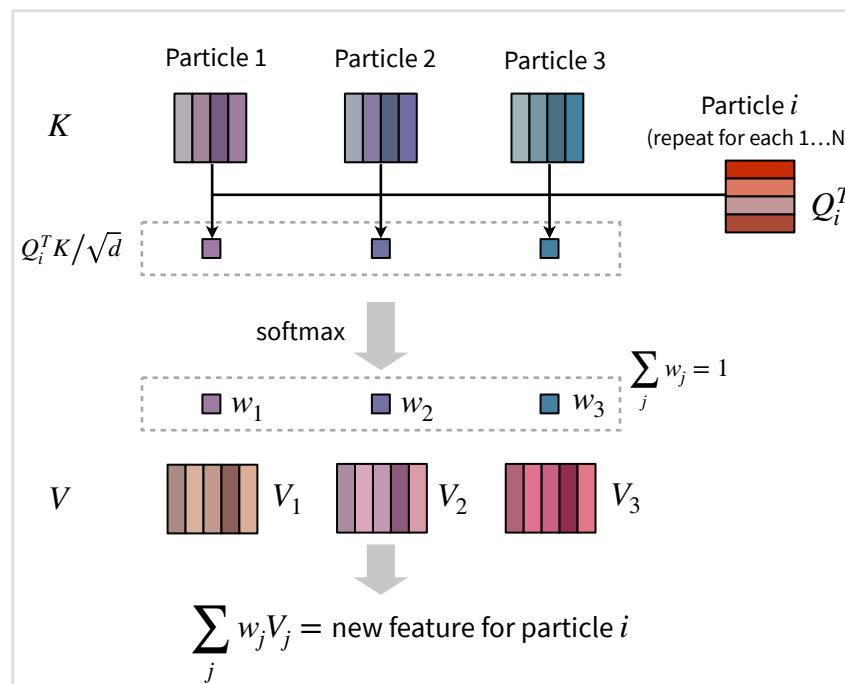 Particle 1 Particle 2 Particle 3
Particle i
(repeat for each 1…N
K
Q_i^T
Q_i^T K/√d
softmax
∑_j w_j = 1
w_1 w_2 w_3
V V_1 V_2 V_3
∑_j w_j V_j = new feature for particle i